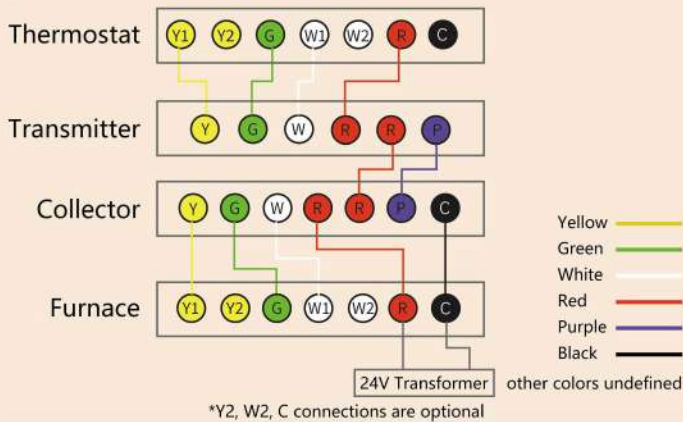 Thermostat Y1 Y2 G W1 W2 R C
Transmitter Y G W R R P
Collector Y G W R R P C
Furnace Y1 Y2 G W1 W2 R C
Yellow
Green
White
Red
Purple
Black
24V Transformer other colors undefined
*Y2, W2, C connections are optional